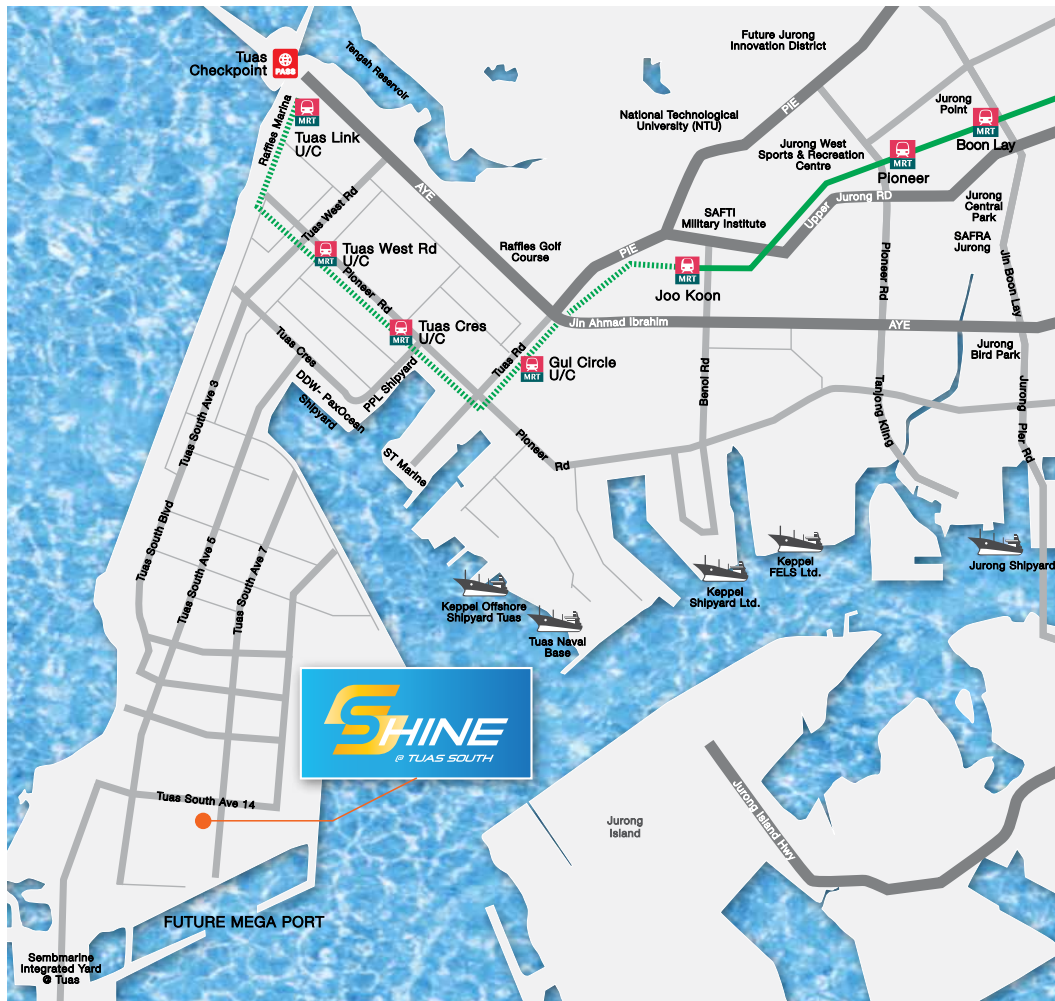 Tuas
Checkpoint
PASS
Tengah Reservoir
Raffles Marina
MRT
Tuas Link
U/C
AYE
Tuas West Rd
MRT
Tuas West Rd
U/C
Pioneer Rd
MRT
Tuas Cres
U/C
Tuas Cres
DDW- PaxOcean
Shipyard
PPL Shipyard
ST Marine
Tuas Rd
MRT
Gul Circle
U/C
Pioneer Rd
Raffles Golf
Course
PIE
Jln Ahmad Ibrahim
AYE
MRT
Joo Koon
SAFTI
Military Institute
National Technological
University (NTU)
PIE
Future Jurong
Innovation District
Jurong West
Sports & Recreation
Centre
Upper
Jurong RD
MRT
Pioneer
Jurong
Point
MRT
Boon Lay
Jurong
Central
Park
SAFRA
Jurong
Jln Boon Lay
Pioneer Rd
Jurong
Bird Park
Benoi Rd
Tanjong Kling
Jurong Pier Rd
Tuas South Ave 3
Tuas South Blvd
Tuas South Ave 5
Tuas South Ave 7
Keppel Offshore
Shipyard Tuas
Tuas Naval
Base
Keppel
Shipyard Ltd.
Keppel
FELS Ltd.
Jurong Shipyard
SHINE
@ TUAS SOUTH
Tuas South Ave 14
Jurong
Island
Jurong Island Hwy
FUTURE MEGA PORT
Sembmarine
Integrated Yard
@ Tuas